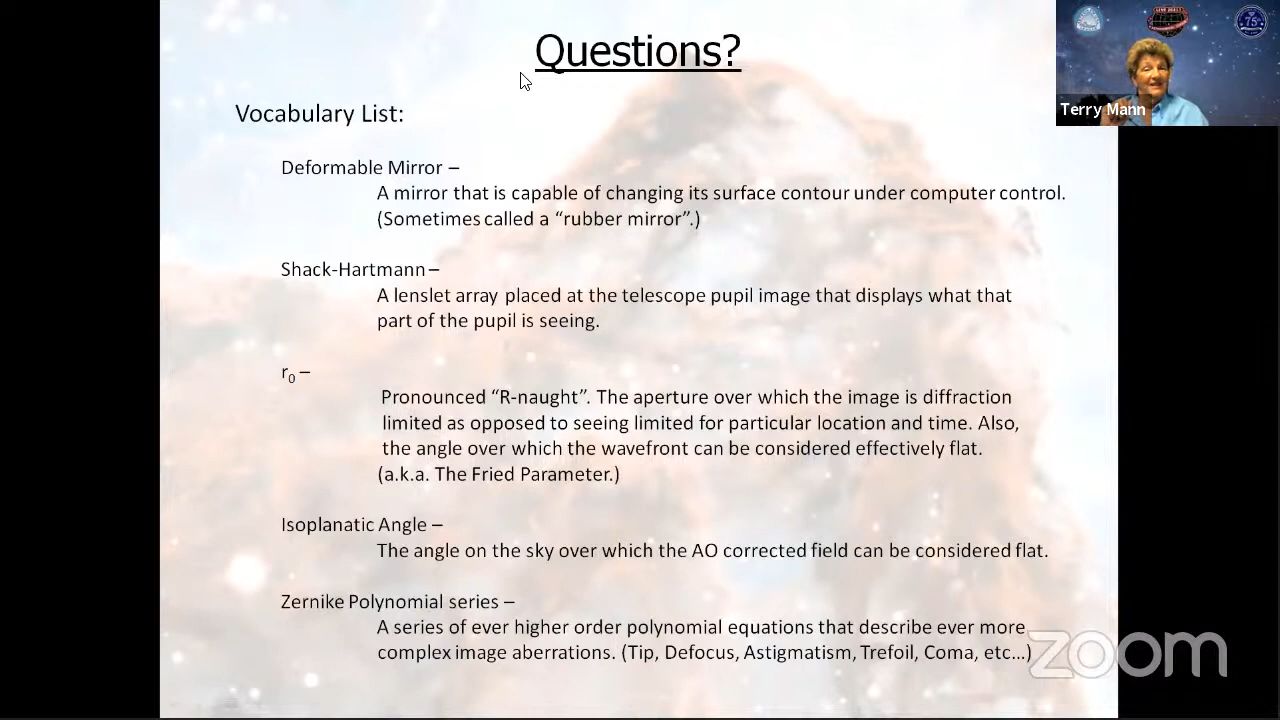 Questions?
Vocabulary List:
Deformable Mirror –
A mirror that is capable of changing its surface contour under computer control.
(Sometimes called a “rubber mirror”.)
Shack-Hartmann –
A lenslet array placed at the telescope pupil image that displays what that
part of the pupil is seeing.
r0 –
Pronounced “R-naught”. The aperture over which the image is diffraction
limited as opposed to seeing limited for particular location and time. Also,
the angle over which the wavefront can be considered effectively flat.
(a.k.a. The Fried Parameter.)
Isoplanatic Angle –
The angle on the sky over which the AO corrected field can be considered flat.
Zernike Polynomial series –
A series of ever higher order polynomial equations that describe ever more
complex image aberrations. (Tip, Defocus, Astigmatism, Trefoil, Coma, etc...)
75
Terry Mann
zoom